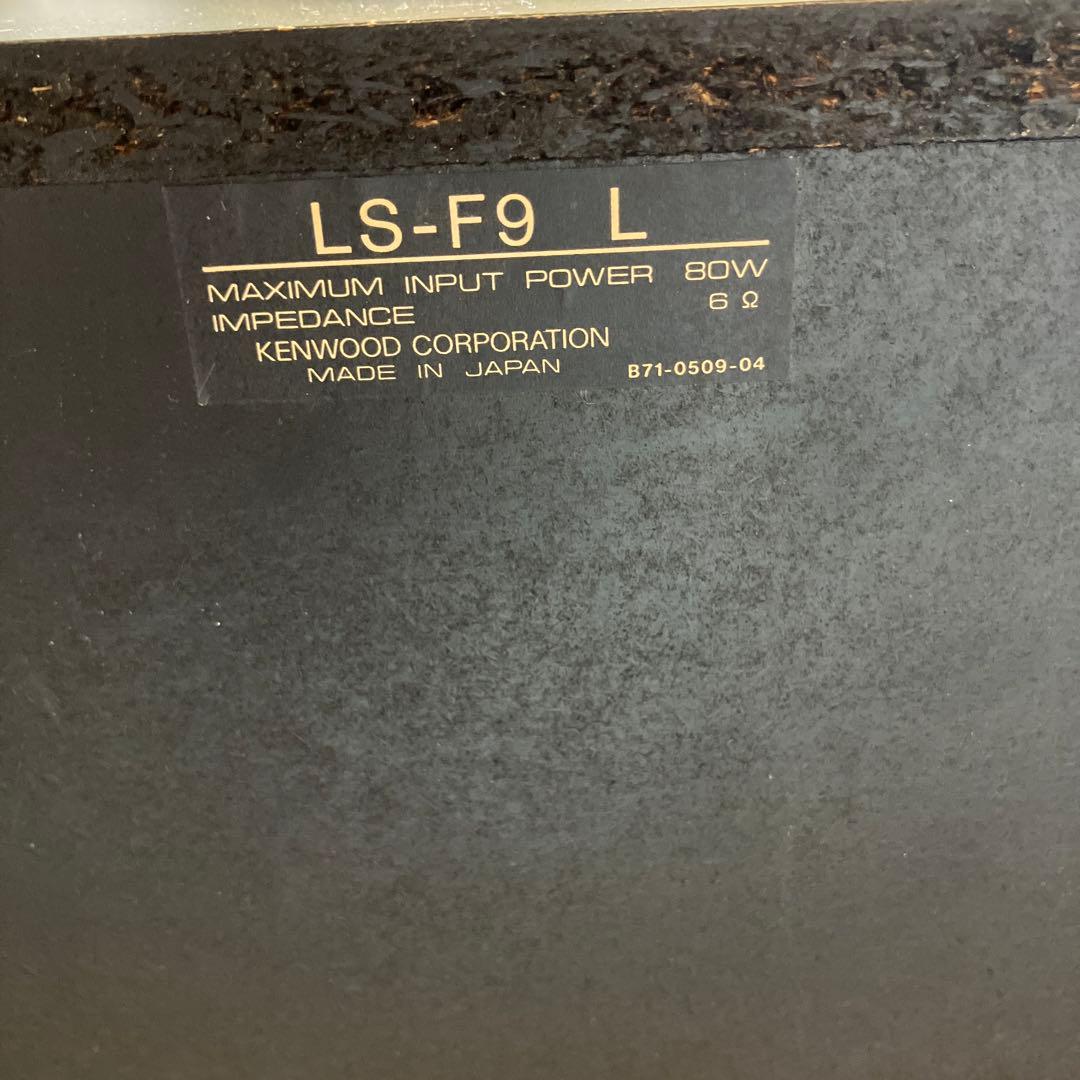 LS-F9 L
MAXIMUM INPUT POWER 80W
IMPEDANCE 6 Ω
KENWOOD CORPORATION
MADE IN JAPAN B71-0509-04